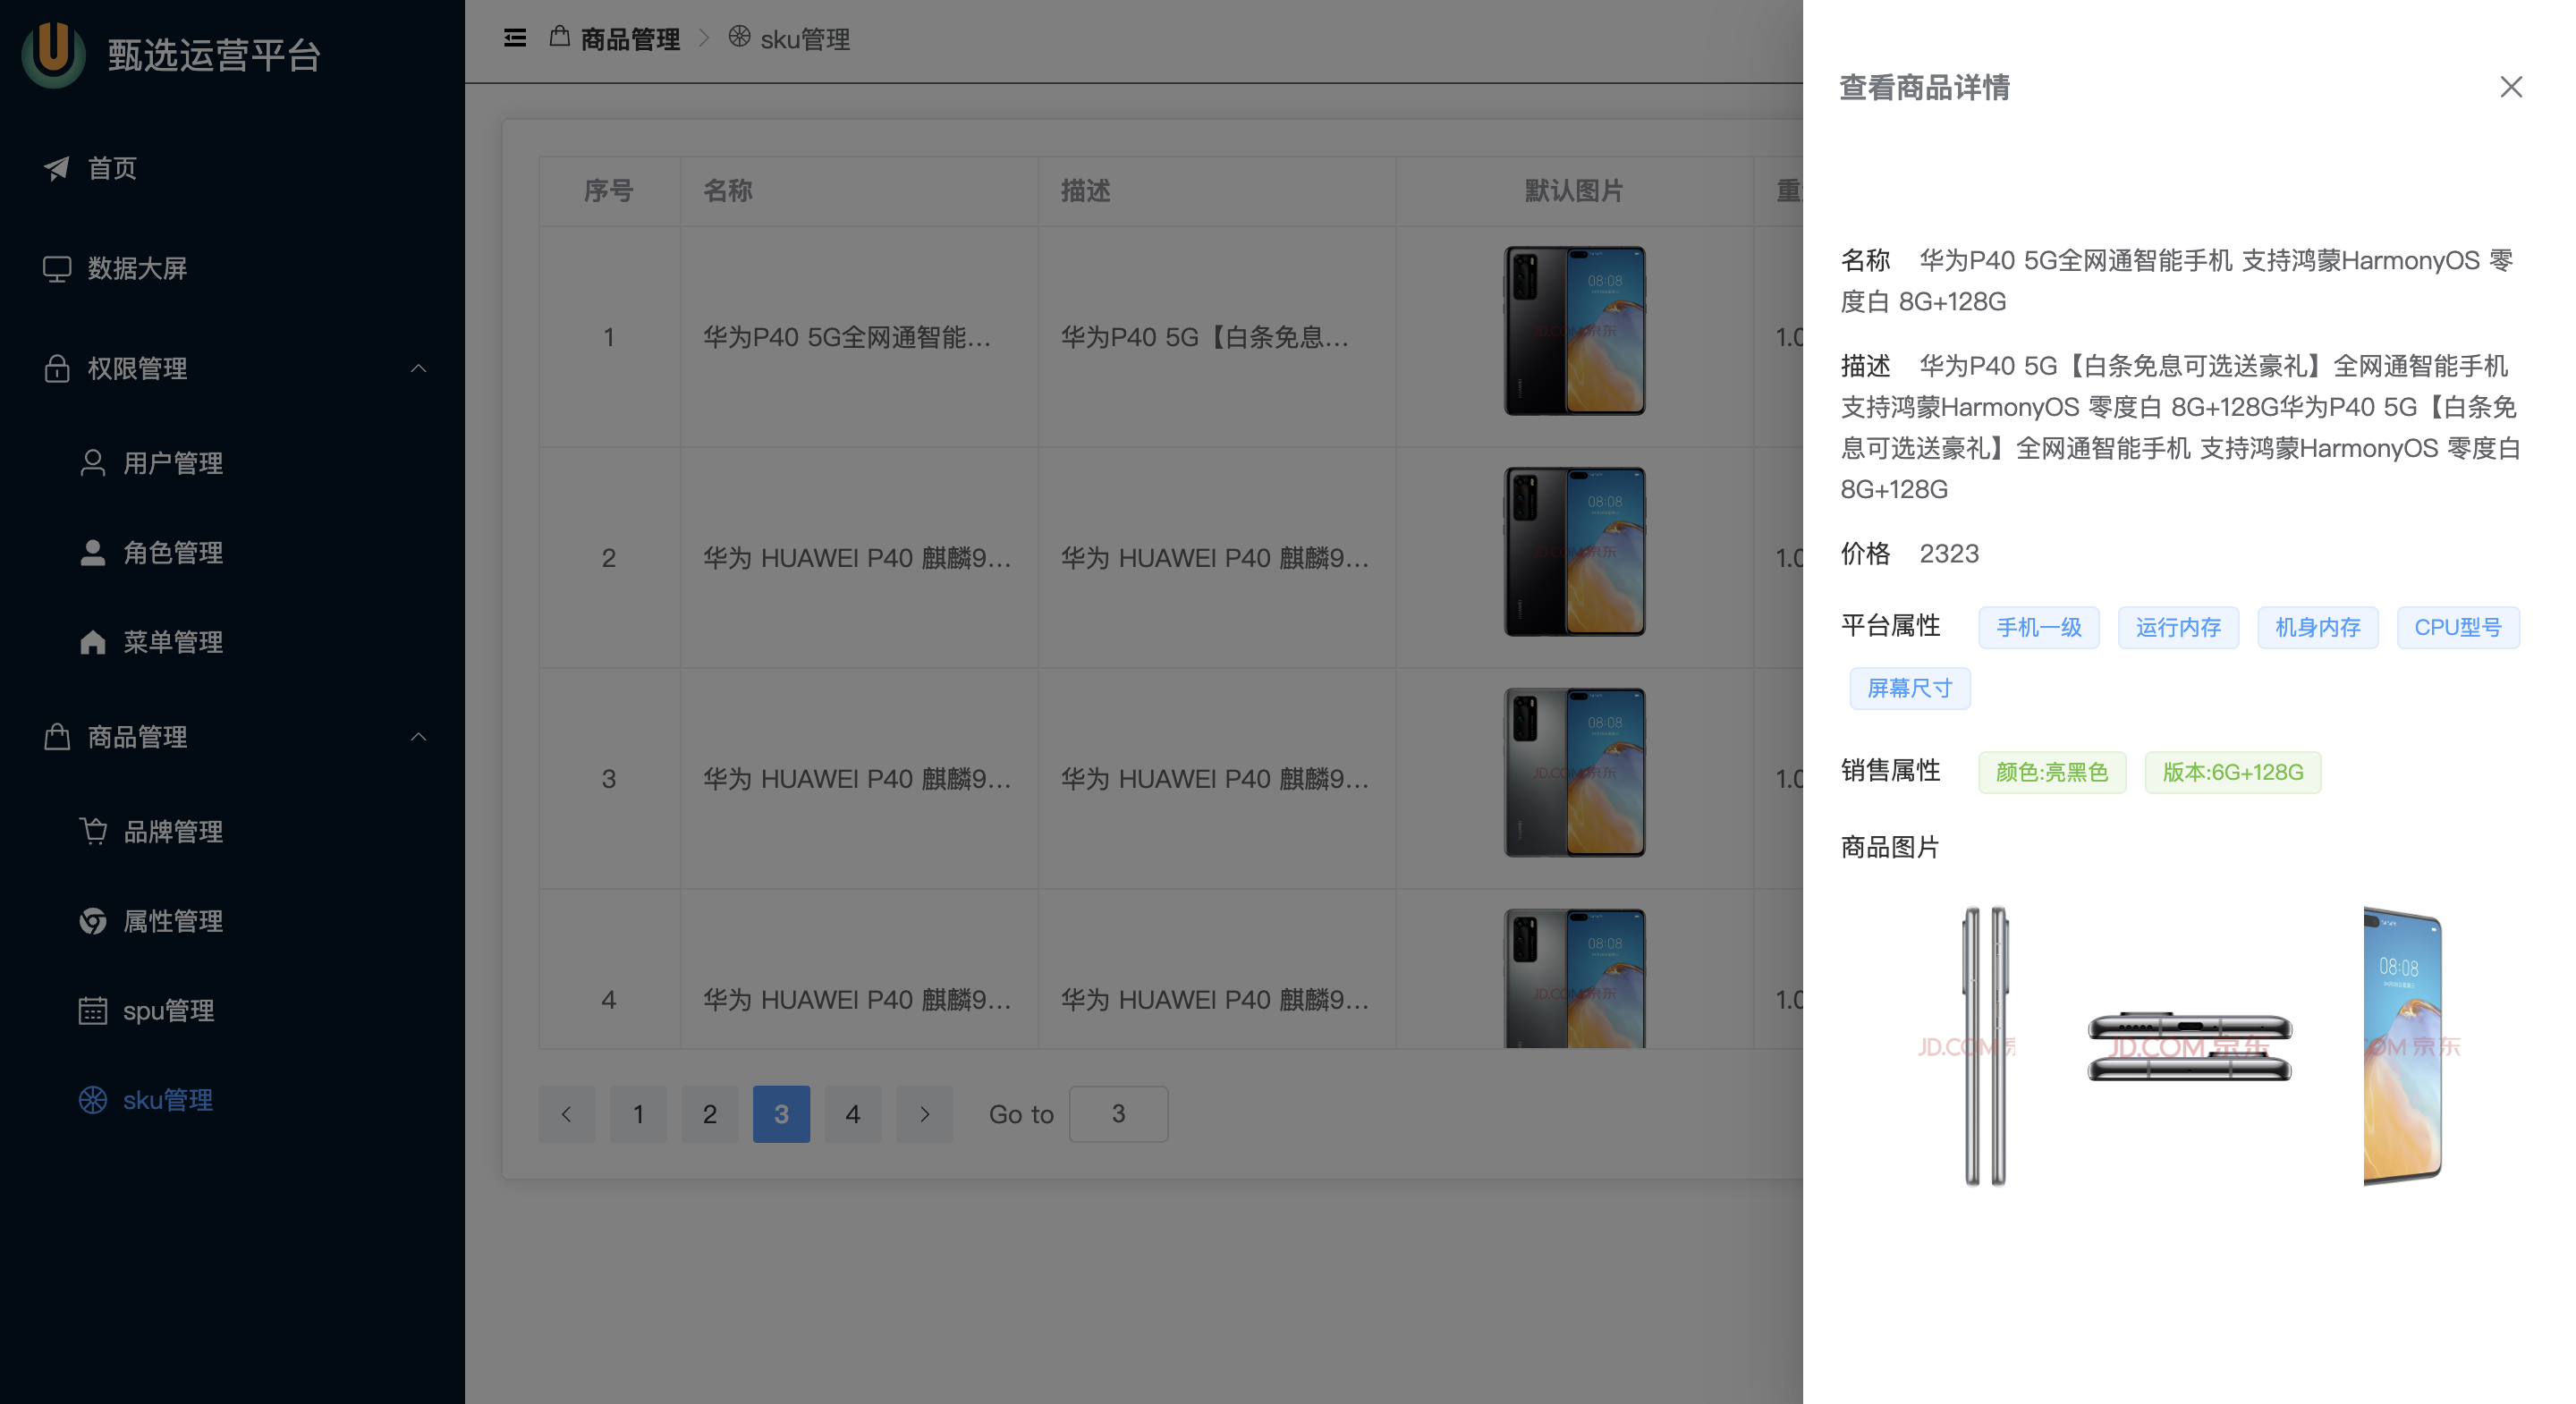 甄选运营平台
首页
数据大屏
权限管理
用户管理
角色管理
菜单管理
商品管理
品牌管理
属性管理
spu管理
sku管理
商品管理 sku管理
序号 名称 描述 默认图片
1 华为P40 5G全网通智能... 华为P40 5G【白条免息... 1.0
08:08
JD.COM 京东
2 华为 HUAWEI P40 麒麟9... 华为 HUAWEI P40 麒麟9... 1.0
08:08
JD.COM 京东
3 华为 HUAWEI P40 麒麟9... 华为 HUAWEI P40 麒麟9... 1.0
08:08
JD.COM 京东
4 华为 HUAWEI P40 麒麟9... 华为 HUAWEI P40 麒麟9... 1.0
08:08
JD.COM 京东
1 2 3 4 Go to 3
查看商品详情
名称 华为P40 5G全网通智能手机 支持鸿蒙HarmonyOS 零
度白 8G+128G
描述 华为P40 5G【白条免息可选送豪礼】全网通智能手机
支持鸿蒙HarmonyOS 零度白 8G+128G华为P40 5G【白条免
息可选送豪礼】全网通智能手机 支持鸿蒙HarmonyOS 零度白
8G+128G
价格 2323
平台属性 手机一级 运行内存 机身内存 CPU型号
屏幕尺寸
销售属性 颜色:亮黑色 版本:6G+128G
商品图片
08:08
JD.COM 京
JD.COM 京东
OM 京东